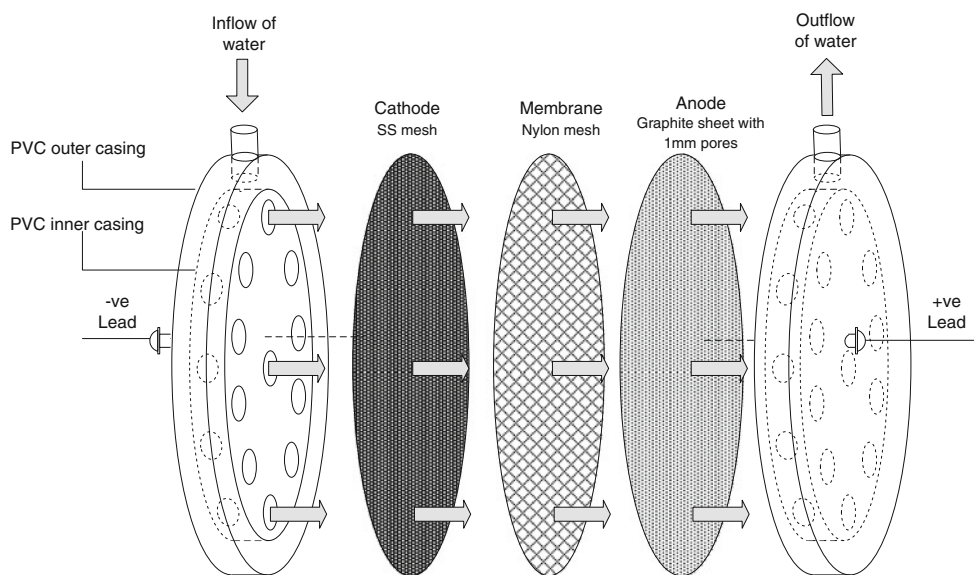 Inflow of
water
Outflow
of water
Cathode
SS mesh
Membrane
Nylon mesh
Anode
Graphite sheet with
1mm pores
PVC outer casing
PVC inner casing
-ve
Lead
+ve
Lead